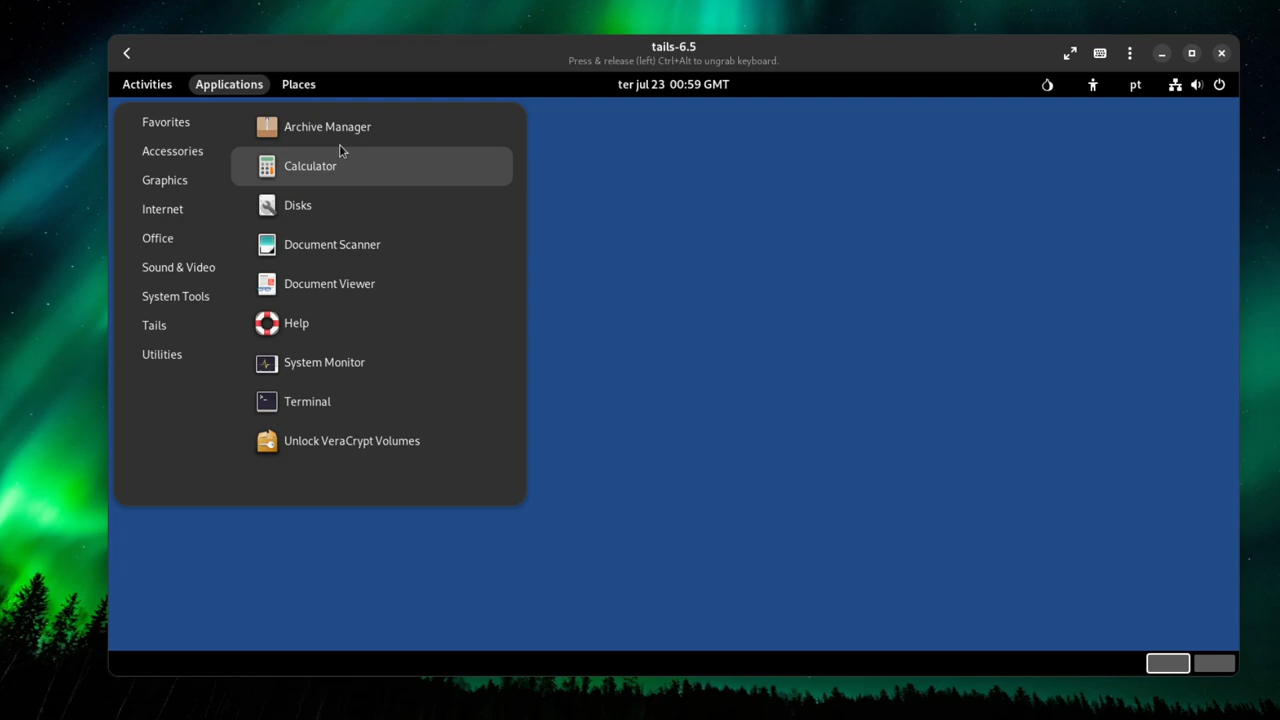 tails-6.5
Press & release (left) Ctrl+Alt to ungrab keyboard.
Activities Applications Places ter jul 23 00:59 GMT pt
Favorites
Accessories
Graphics
Internet
Office
Sound & Video
System Tools
Tails
Utilities
Archive Manager
Calculator
Disks
Document Scanner
Document Viewer
Help
System Monitor
Terminal
Unlock VeraCrypt Volumes